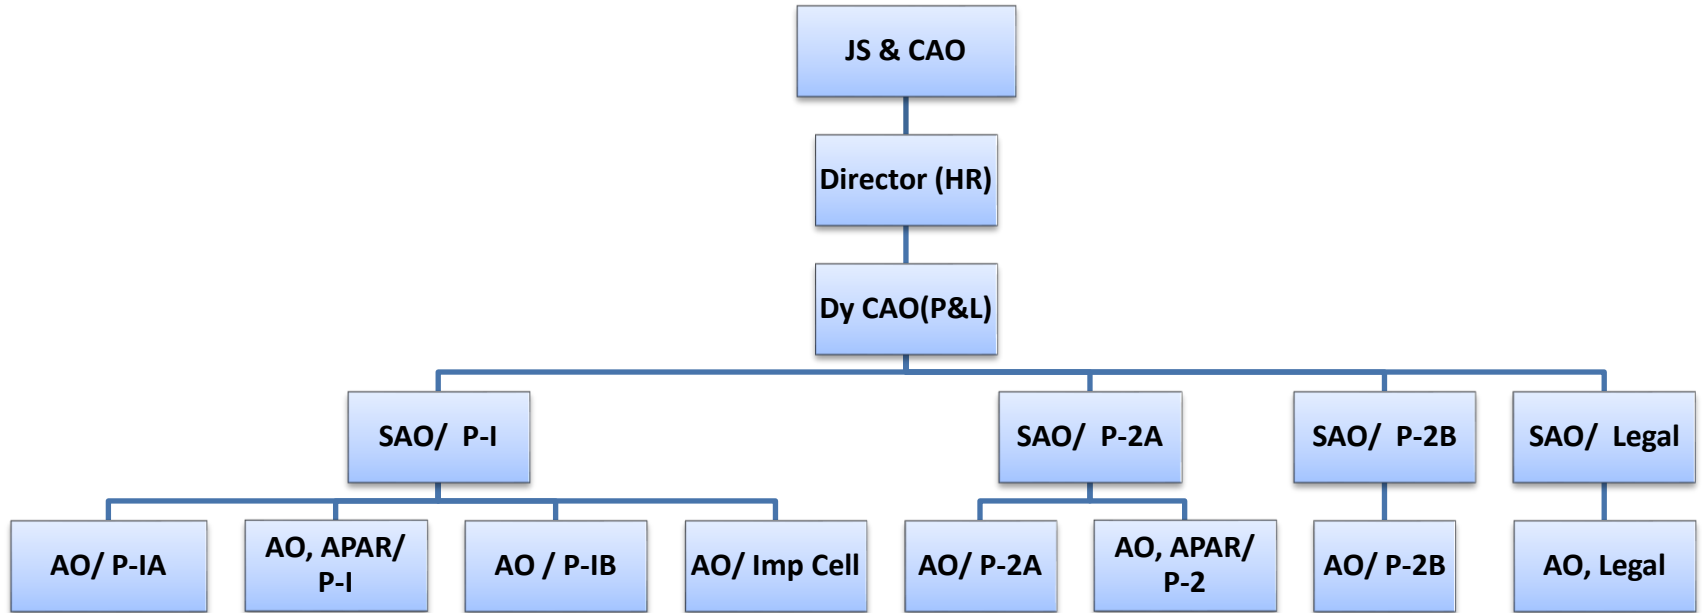 JS & CAO
Director (HR)
Dy CAO(P&L)
SAO/ P-I
SAO/ P-2A
SAO/ P-2B
SAO/ Legal
AO/ P-IA
AO, APAR/
P-I
AO / P-IB
AO/ Imp Cell
AO/ P-2A
AO, APAR/
P-2
AO/ P-2B
AO, Legal